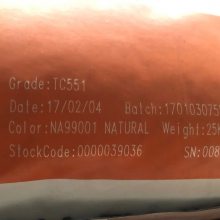 Grade:TC551
Date:17/02/04 Batch:170103075
Color:NA99001 NATURAL Weight:25
StockCode:0000039036 SN:008